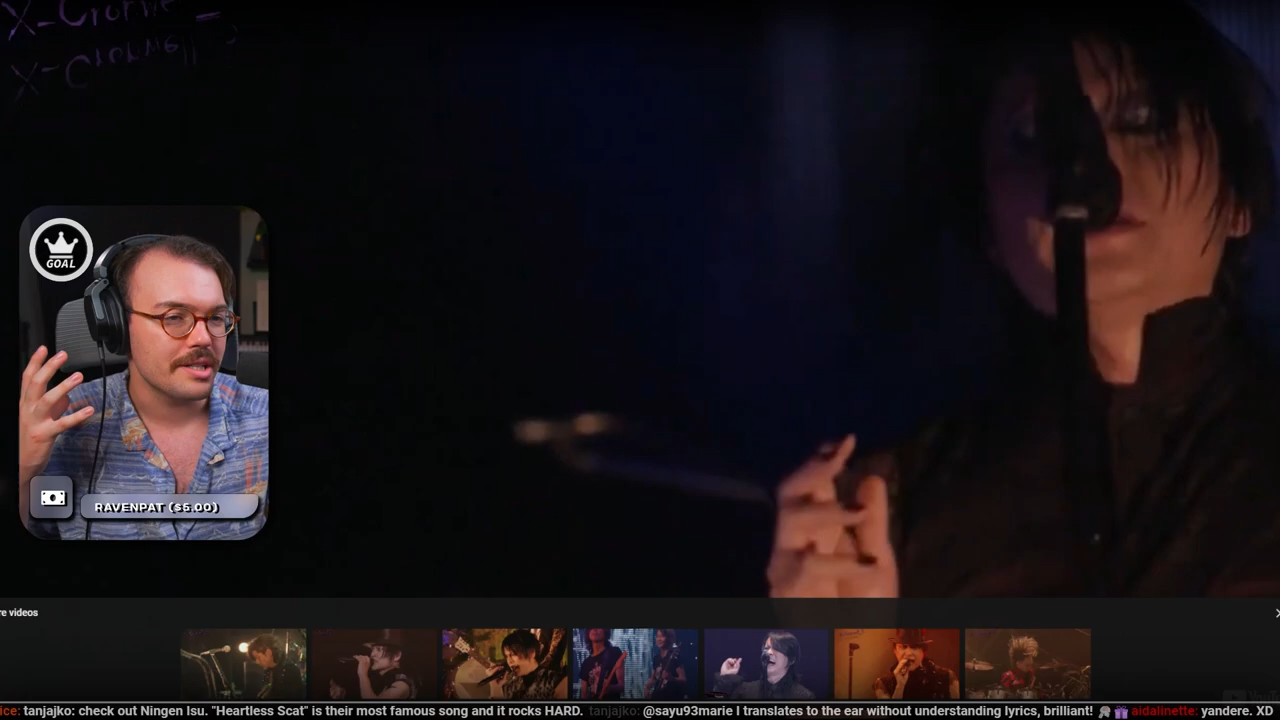 GOAL
RAVENPAT ($5.00)
re videos
ice: tanjajko: check out Ningen Isu. "Heartless Scat" is their most famous song and it rocks HARD. tanjajko: @sayu93marie I translates to the ear without understanding lyrics, brilliant! aidalinette: yandere. XD